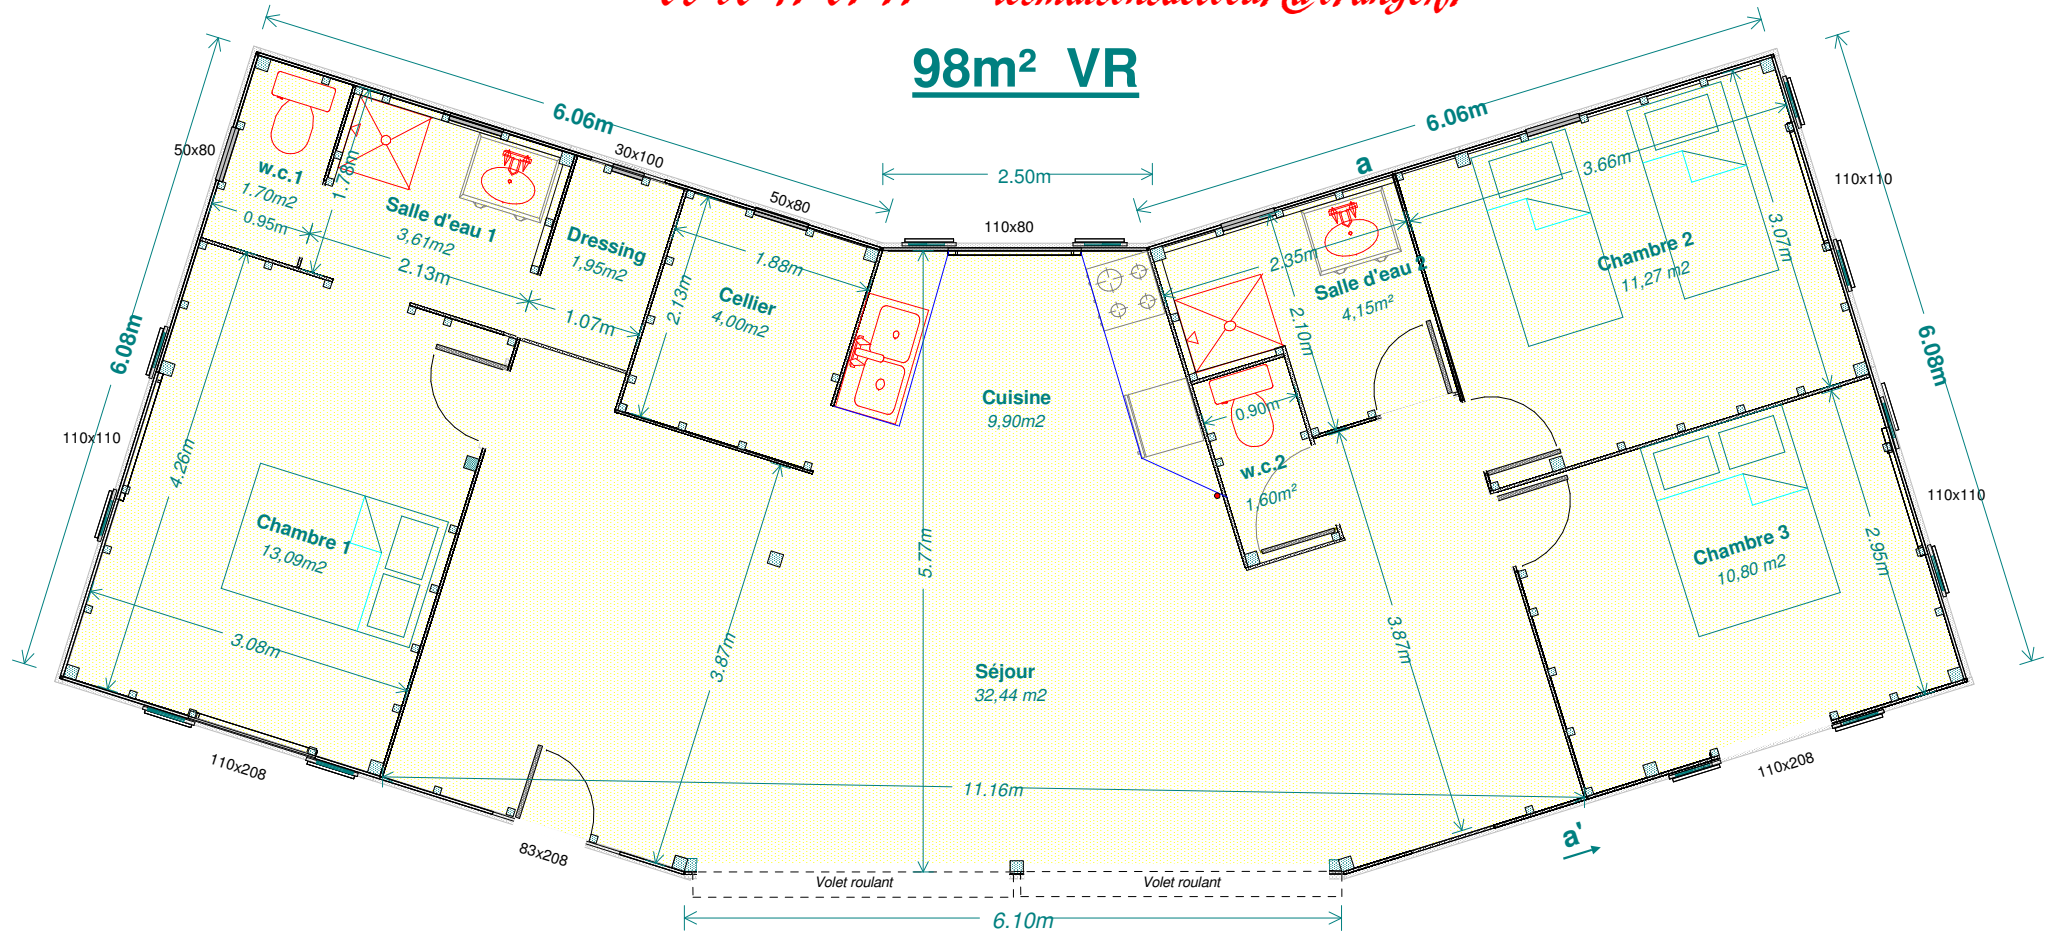 98m² VR
6.06m
6.06m
50x80
30x100
50x80
2.50m
110x80
a
w.c.1
1.70m2
0.95m
1.78m
Salle d'eau 1
3,61m2
2.13m
Dressing
1,95m2
1.07m
1.88m
2.13m
Cellier
4,00m2
Cuisine
9,90m2
2.35m
Salle d'eau 2
4,15m²
2.10m
0.90m
w.c.2
1,60m²
3.66m
3.07m
Chambre 2
11,27 m2
110x110
6.08m
6.08m
110x110
110x110
4.26m
Chambre 1
13,09m2
3.08m
5.77m
3.87m
3.87m
Séjour
32,44 m2
Chambre 3
10,80 m2
2.95m
110x208
110x208
11.16m
83x208
a'
Volet roulant
Volet roulant
6.10m